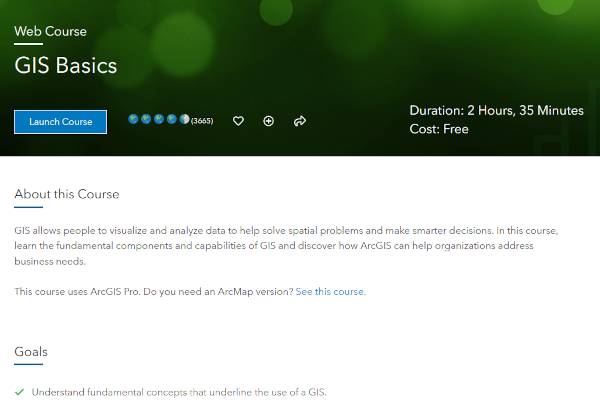 Web Course
GIS Basics
Launch Course
(3665)
Duration: 2 Hours, 35 Minutes
Cost: Free
About this Course
GIS allows people to visualize and analyze data to help solve spatial problems and make smarter decisions. In this course,
learn the fundamental components and capabilities of GIS and discover how ArcGIS can help organizations address
business needs.
This course uses ArcGIS Pro. Do you need an ArcMap version? See this course.
Goals
Understand fundamental concepts that underline the use of a GIS.